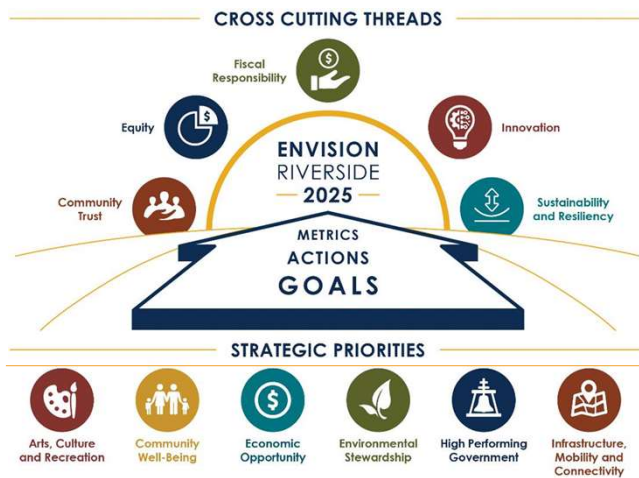 CROSS CUTTING THREADS
Fiscal
Responsibility
$
Equity
$
Innovation
ENVISION
RIVERSIDE
2025
Community
Trust
Sustainability
and Resiliency
METRICS
ACTIONS
GOALS
STRATEGIC PRIORITIES
$
Arts, Culture
and Recreation
Community
Well-Being
Economic
Opportunity
Environmental
Stewardship
High Performing
Government
Infrastructure,
Mobility and
Connectivity